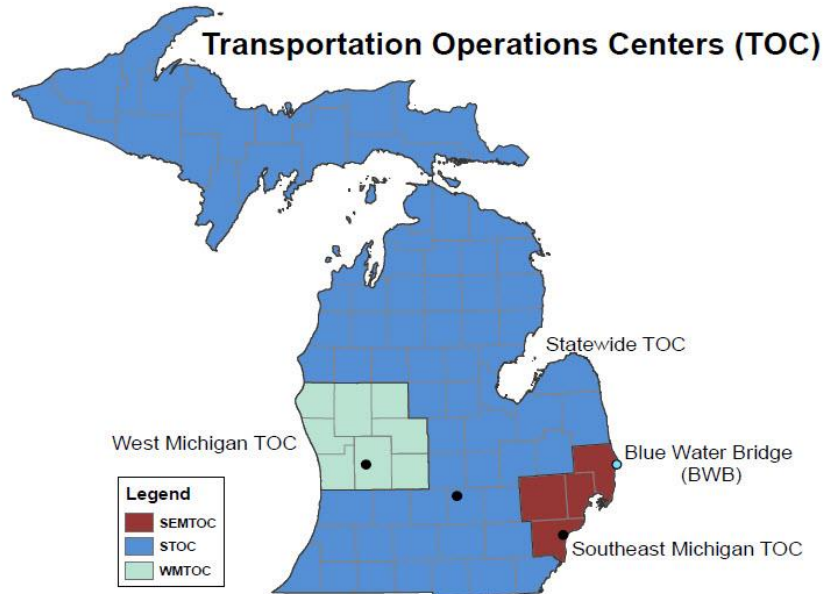 Transportation Operations Centers (TOC)
Statewide TOC
West Michigan TOC
Blue Water Bridge
(BWB)
Legend
SEMTOC
STOC
WMTOC
Southeast Michigan TOC